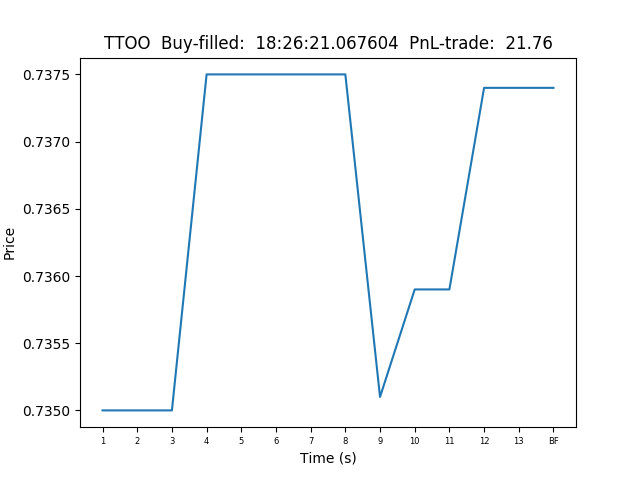 TTOO  Buy-filled:  18:26:21.067604  PnL-trade:  21.76
0.7375
0.7370
0.7365
0.7360
0.7355
0.7350
Price
1 2 3 4 5 6 7 8 9 10 11 12 13 BF
Time (s)